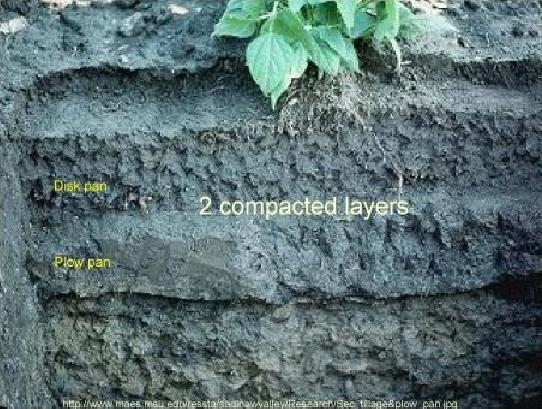 Disk pan
2 compacted layers
Plow pan
http://www.maes.msu.edu/ressta/saginawvalley/Research/Sec_tillage&plow_pan.jpg